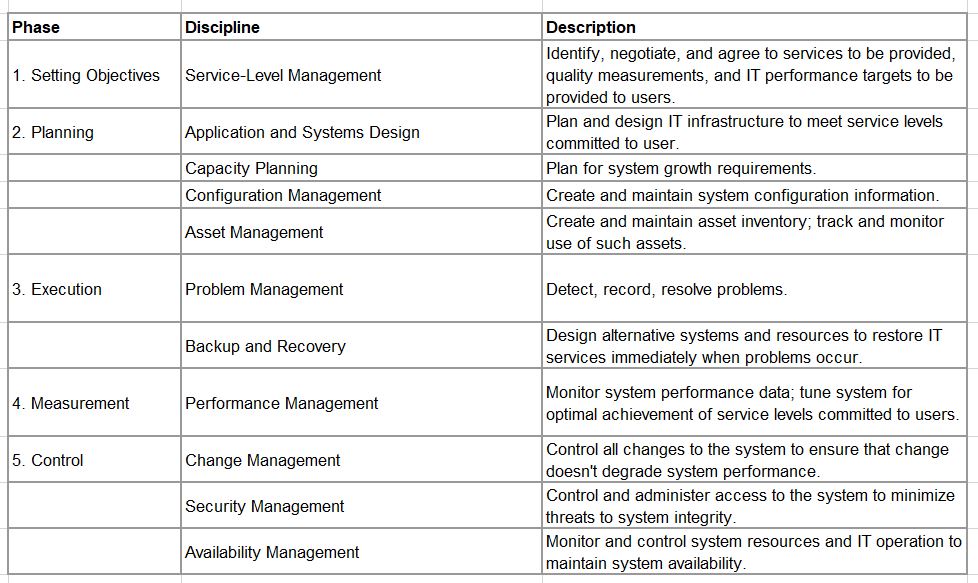 Phase Discipline Description
1. Setting Objectives Service-Level Management Identify, negotiate, and agree to services to be provided,
quality measurements, and IT performance targets to be
provided to users.
2. Planning Application and Systems Design Plan and design IT infrastructure to meet service levels
committed to user.
Capacity Planning Plan for system growth requirements.
Configuration Management Create and maintain system configuration information.
Asset Management Create and maintain asset inventory; track and monitor
use of such assets.
3. Execution Problem Management Detect, record, resolve problems.
Backup and Recovery Design alternative systems and resources to restore IT
services immediately when problems occur.
4. Measurement Performance Management Monitor system performance data; tune system for
optimal achievement of service levels committed to users.
5. Control Change Management Control all changes to the system to ensure that change
doesn't degrade system performance.
Security Management Control and administer access to the system to minimize
threats to system integrity.
Availability Management Monitor and control system resources and IT operation to
maintain system availability.